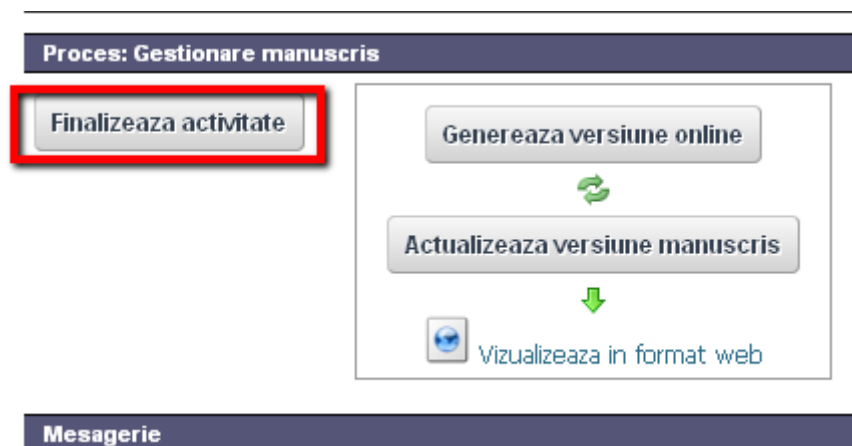 Proces: Gestionare manuscris
Finalizeaza activitate
Genereaza versiune online
Actualizeaza versiune manuscris
Vizualizeaza in format web
Mesagerie